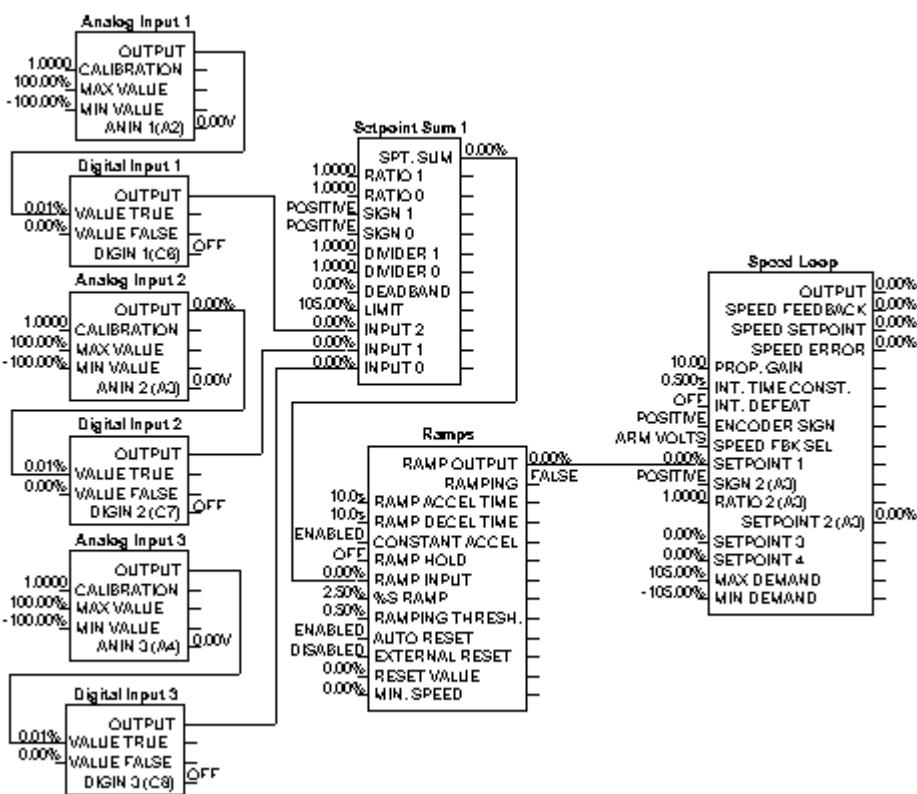 Analog Input 1
OUTPUT
1.0000 CALIBRATION
100.00% MAX VALUE
-100.00% MIN VALUE
ANIN 1(A2) 0.00V
Digital Input 1
OUTPUT
0.01% VALUE TRUE
0.00% VALUE FALSE
DIGIN 1(C6) OFF
Analog Input 2
OUTPUT 0.00%
1.0000 CALIBRATION
100.00% MAX VALUE
-100.00% MIN VALUE
ANIN 2(A3) 0.00V
Digital Input 2
OUTPUT
0.01% VALUE TRUE
0.00% VALUE FALSE
DIGIN 2(C7) OFF
Analog Input 3
OUTPUT
1.0000 CALIBRATION
100.00% MAX VALUE
-100.00% MIN VALUE
ANIN 3(A4) 0.00V
Digital Input 3
OUTPUT
0.01% VALUE TRUE
0.00% VALUE FALSE
DIGIN 3(C8) OFF
Setpoint Sum 1
SPT. SUM 0.00%
1.0000 RATIO 1
1.0000 RATIO 0
POSITIVE SIGN 1
POSITIVE SIGN 0
1.0000 DIVIDER 1
1.0000 DIVIDER 0
0.00% DEADBAND
105.00% LIMIT
0.00% INPUT 2
0.00% INPUT 1
0.00% INPUT 0
Ramps
RAMP OUTPUT 0.00%
RAMPING FALSE
10.0s RAMP ACCEL TIME
10.0s RAMP DECEL TIME
ENABLED CONSTANT ACCEL
OFF RAMP HOLD
0.00% RAMP INPUT
2.50% %S RAMP
0.50% RAMPING THRESH.
ENABLED AUTO RESET
DISABLED EXTERNAL RESET
0.00% RESET VALUE
0.00% MIN. SPEED
Speed Loop
OUTPUT 0.00%
SPEED FEEDBACK 0.00%
SPEED SETPOINT 0.00%
SPEED ERROR 0.00%
10.00 PROP. GAIN
0.500s INT. TIME CONST.
OFF INT. DEFEAT
POSITIVE ENCODER SIGN
ARM VOLTS SPEED FBK SEL
0.00% SETPOINT 1
POSITIVE SIGN 2 (A3)
1.0000 RATIO 2 (A3)
SETPOINT 2 (A3) 0.00%
0.00% SETPOINT 3
0.00% SETPOINT 4
105.00% MAX DEMAND
-105.00% MIN DEMAND